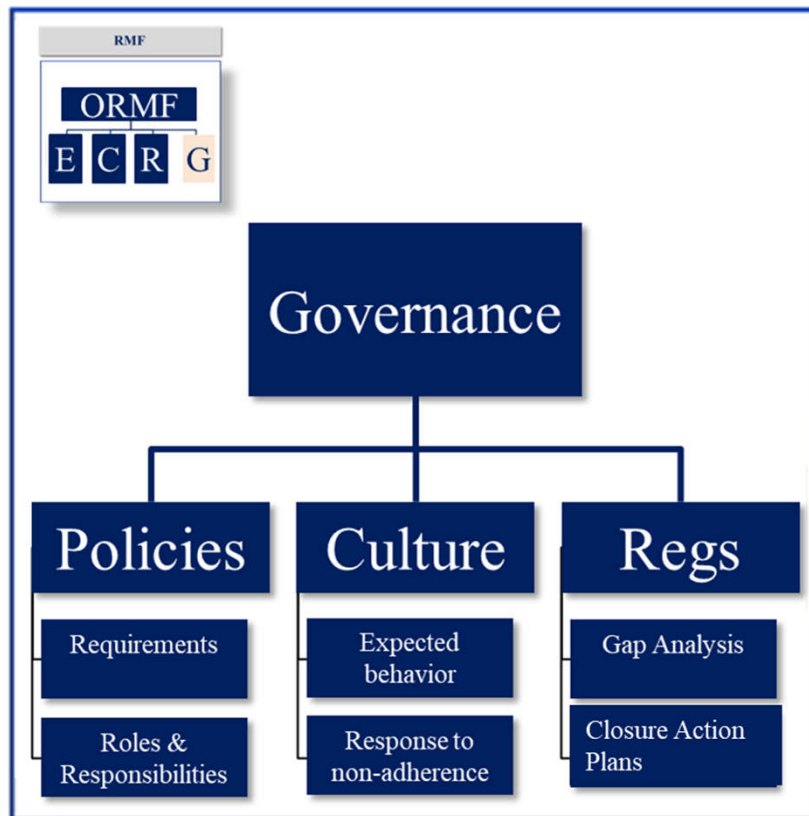 RMF
ORMF
E C R G
Governance
Policies
Culture
Regs
Requirements
Expected
behavior
Gap Analysis
Roles &
Responsibilities
Response to
non-adherence
Closure Action
Plans